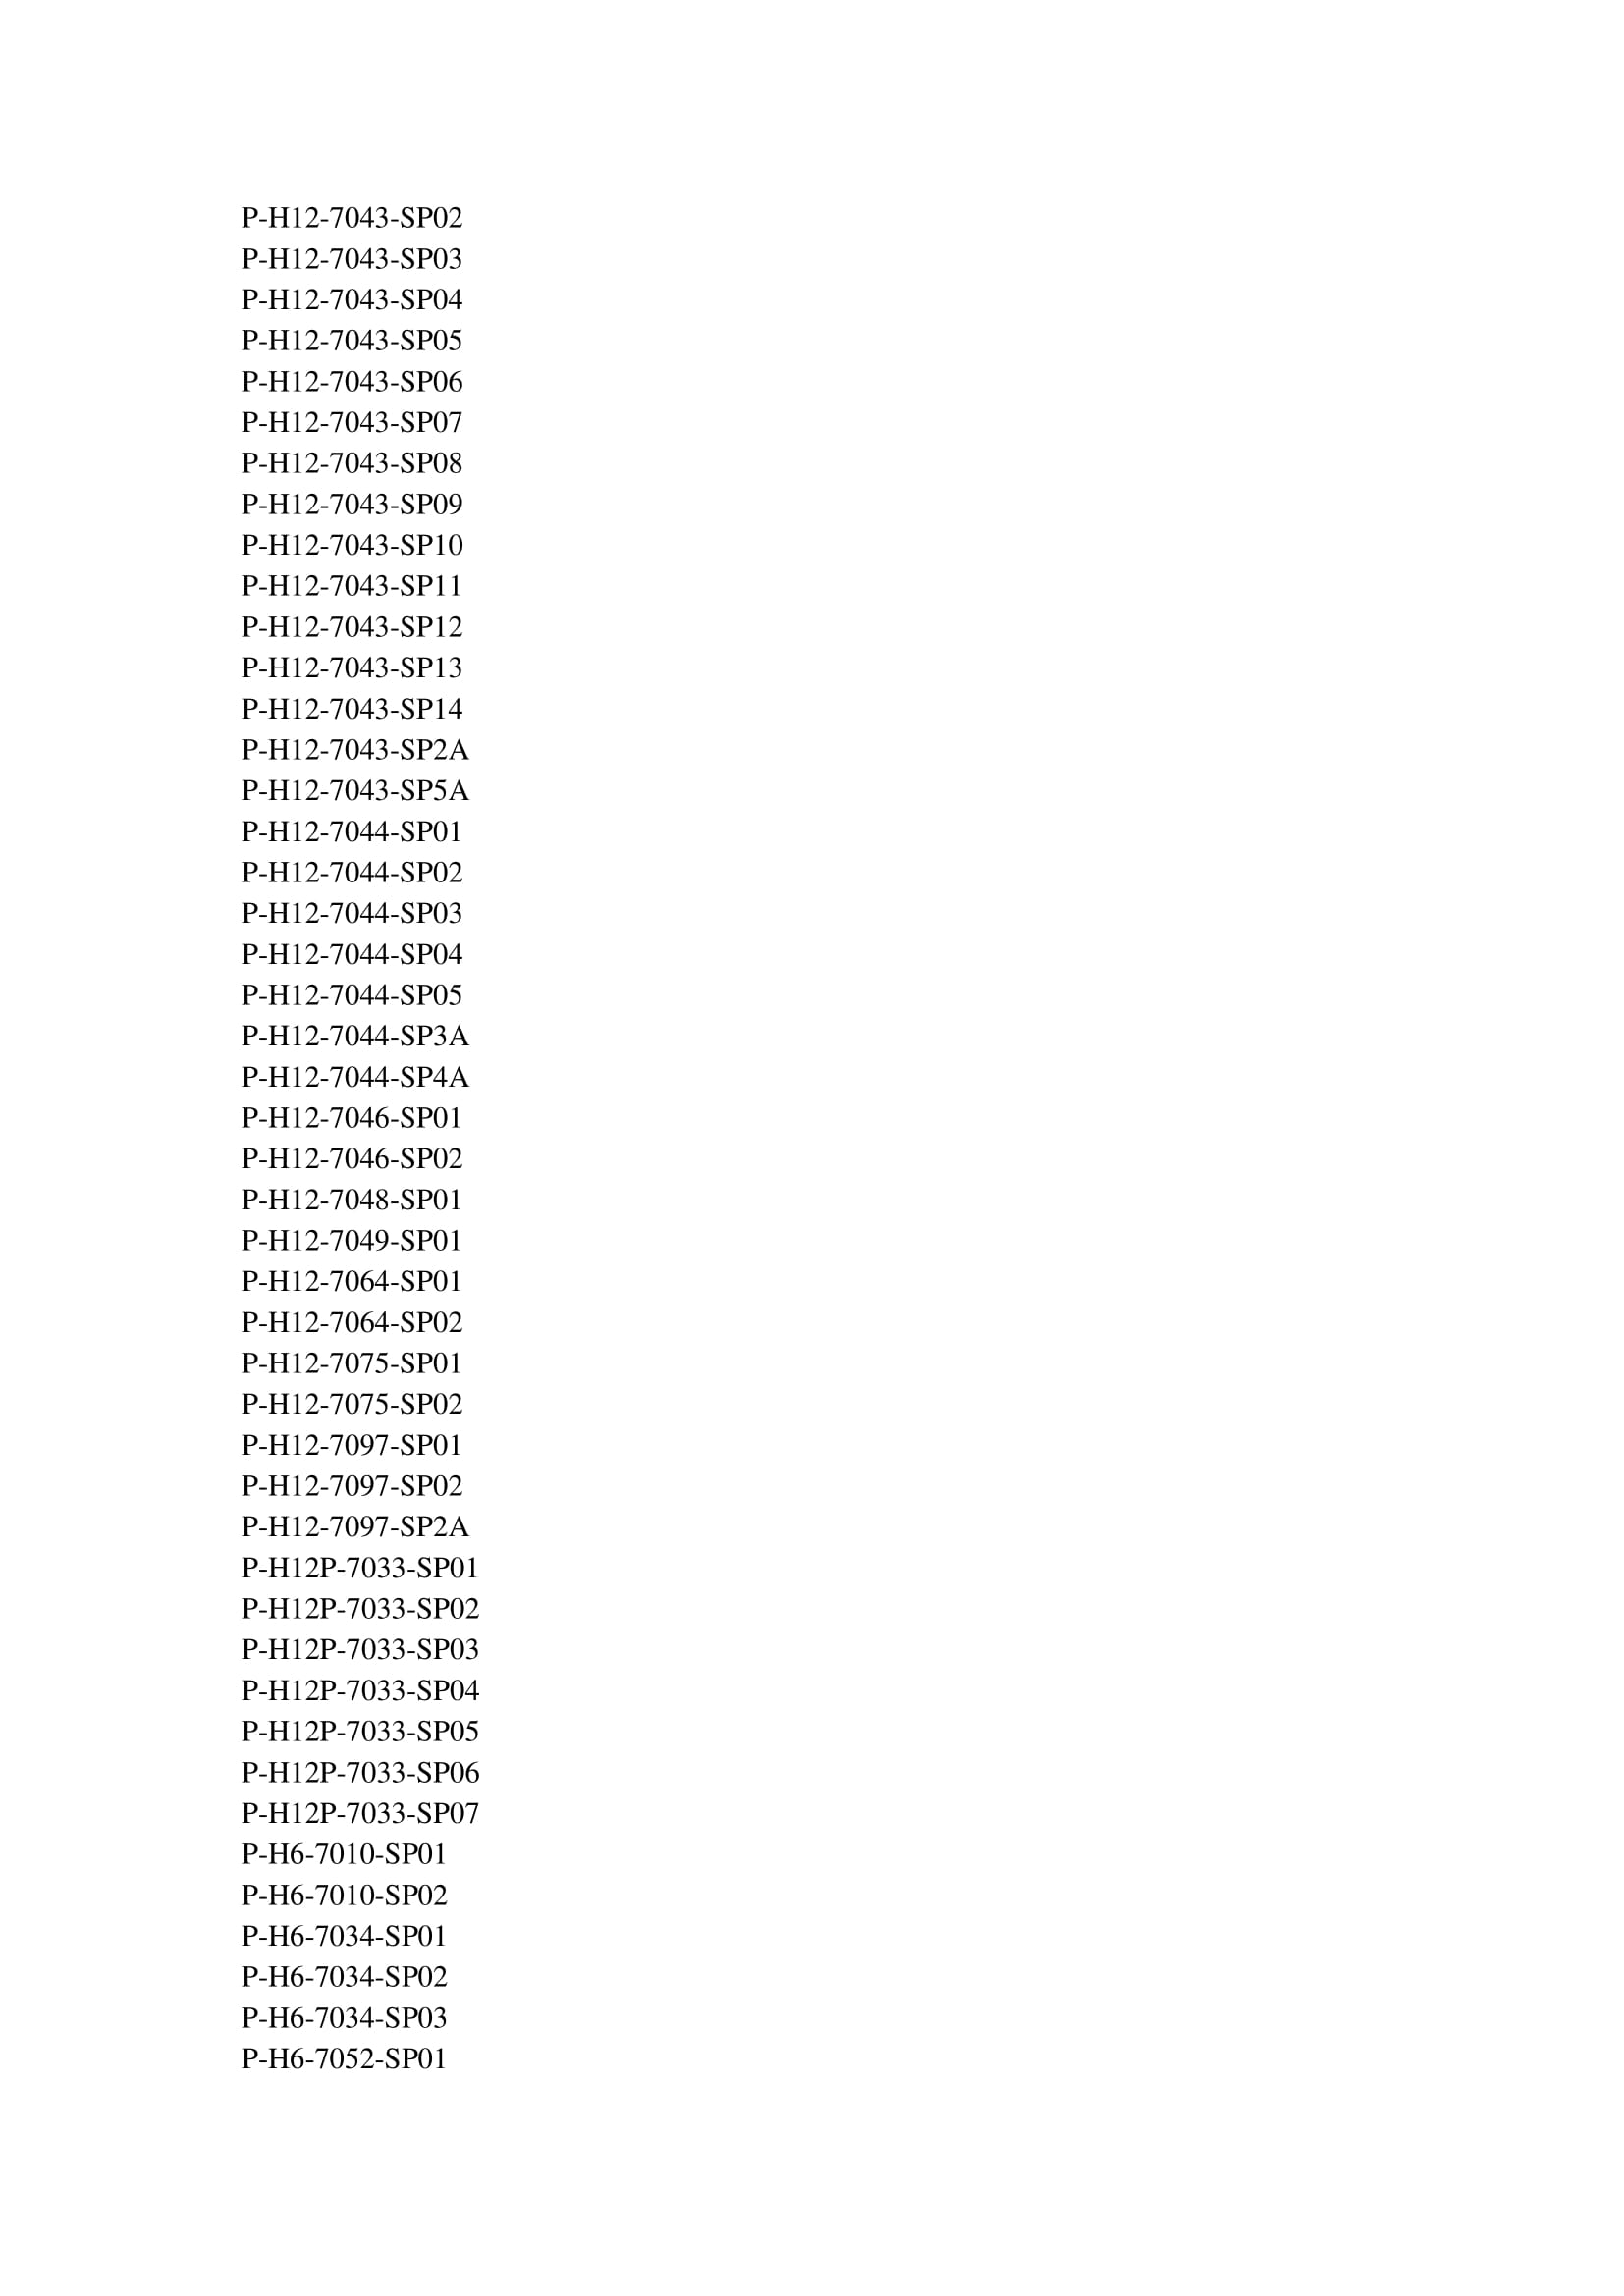 P-H12-7043-SP02
P-H12-7043-SP03
P-H12-7043-SP04
P-H12-7043-SP05
P-H12-7043-SP06
P-H12-7043-SP07
P-H12-7043-SP08
P-H12-7043-SP09
P-H12-7043-SP10
P-H12-7043-SP11
P-H12-7043-SP12
P-H12-7043-SP13
P-H12-7043-SP14
P-H12-7043-SP2A
P-H12-7043-SP5A
P-H12-7044-SP01
P-H12-7044-SP02
P-H12-7044-SP03
P-H12-7044-SP04
P-H12-7044-SP05
P-H12-7044-SP3A
P-H12-7044-SP4A
P-H12-7046-SP01
P-H12-7046-SP02
P-H12-7048-SP01
P-H12-7049-SP01
P-H12-7064-SP01
P-H12-7064-SP02
P-H12-7075-SP01
P-H12-7075-SP02
P-H12-7097-SP01
P-H12-7097-SP02
P-H12-7097-SP2A
P-H12P-7033-SP01
P-H12P-7033-SP02
P-H12P-7033-SP03
P-H12P-7033-SP04
P-H12P-7033-SP05
P-H12P-7033-SP06
P-H12P-7033-SP07
P-H6-7010-SP01
P-H6-7010-SP02
P-H6-7034-SP01
P-H6-7034-SP02
P-H6-7034-SP03
P-H6-7052-SP01